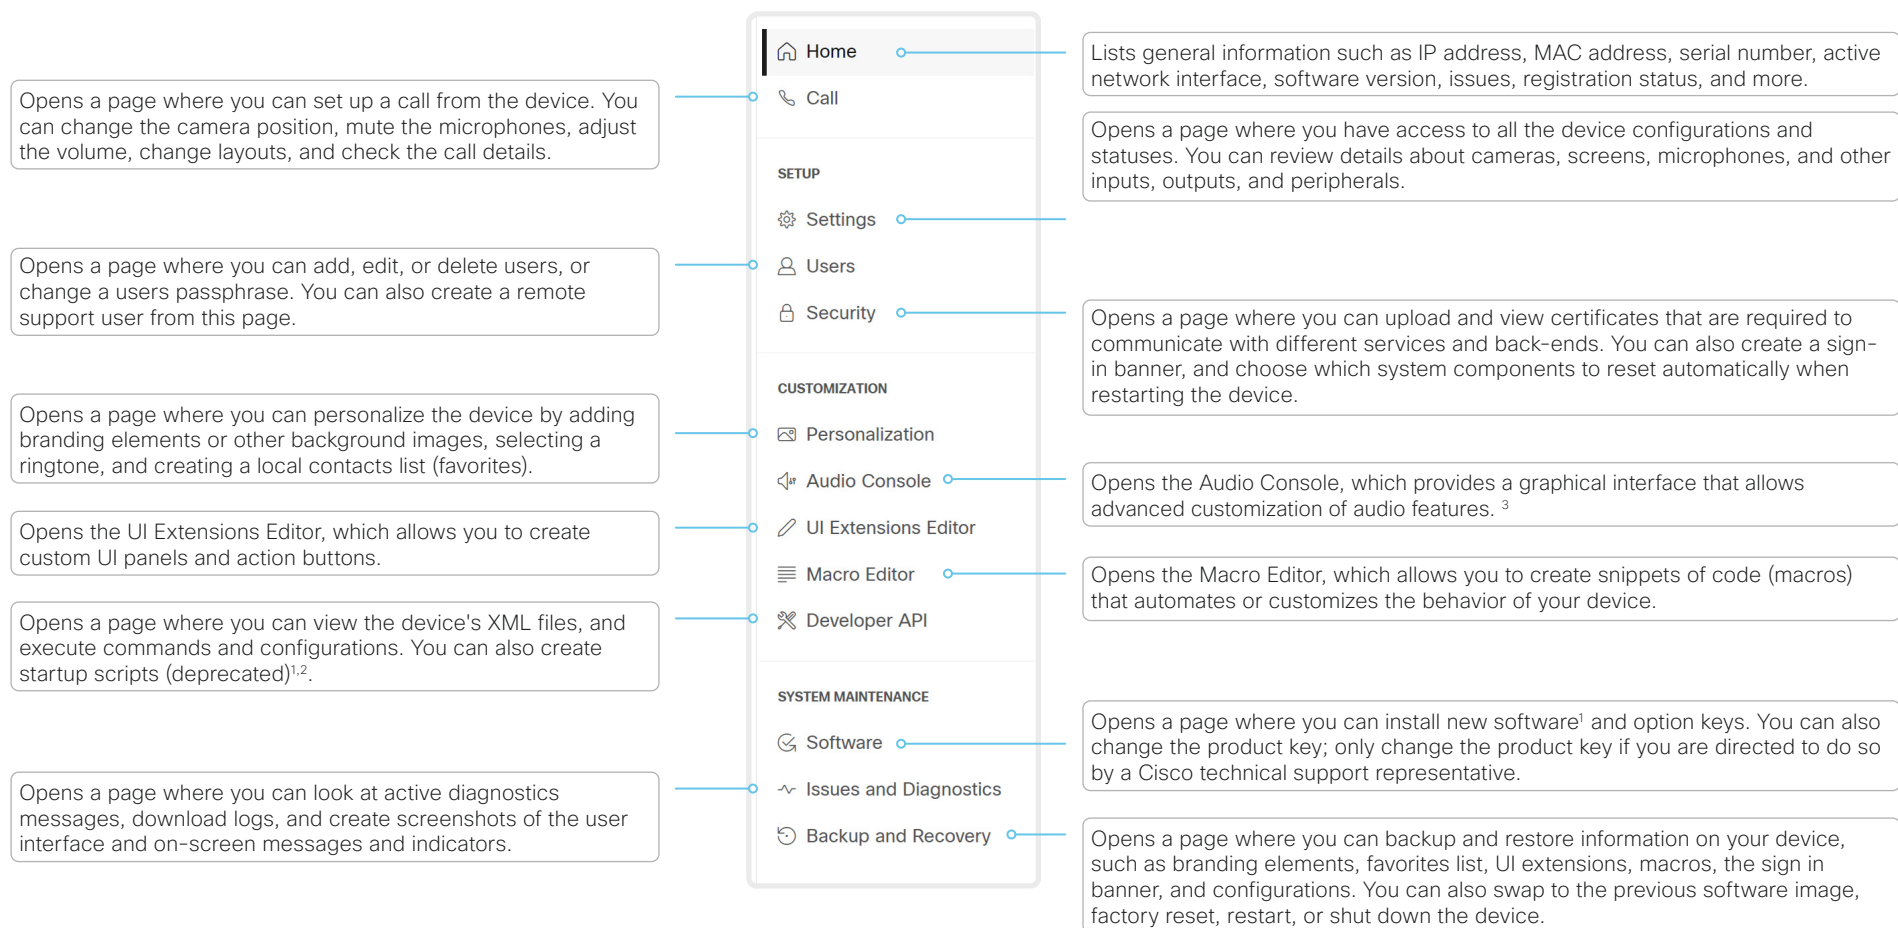 Home
Lists general information such as IP address, MAC address, serial number, active
network interface, software version, issues, registration status, and more.
Opens a page where you can set up a call from the device. You
can change the camera position, mute the microphones, adjust
the volume, change layouts, and check the call details.
Call
Opens a page where you have access to all the device configurations and
statuses. You can review details about cameras, screens, microphones, and other
inputs, outputs, and peripherals.
SETUP
Settings
Opens a page where you can add, edit, or delete users, or
change a users passphrase. You can also create a remote
support user from this page.
Users
Security
Opens a page where you can upload and view certificates that are required to
communicate with different services and back-ends. You can also create a sign-
in banner, and choose which system components to reset automatically when
restarting the device.
CUSTOMIZATION
Opens a page where you can personalize the device by adding
branding elements or other background images, selecting a
ringtone, and creating a local contacts list (favorites).
Personalization
Audio Console
Opens the Audio Console, which provides a graphical interface that allows
advanced customization of audio features. ³
Opens the UI Extensions Editor, which allows you to create
custom UI panels and action buttons.
UI Extensions Editor
Macro Editor
Opens the Macro Editor, which allows you to create snippets of code (macros)
that automates or customizes the behavior of your device.
Opens a page where you can view the device's XML files, and
execute commands and configurations. You can also create
startup scripts (deprecated)¹,².
Developer API
SYSTEM MAINTENANCE
Software
Opens a page where you can install new software¹ and option keys. You can also
change the product key; only change the product key if you are directed to do so
by a Cisco technical support representative.
Opens a page where you can look at active diagnostics
messages, download logs, and create screenshots of the user
interface and on-screen messages and indicators.
Issues and Diagnostics
Backup and Recovery
Opens a page where you can backup and restore information on your device,
such as branding elements, favorites list, UI extensions, macros, the sign in
banner, and configurations. You can also swap to the previous software image,
factory reset, restart, or shut down the device.